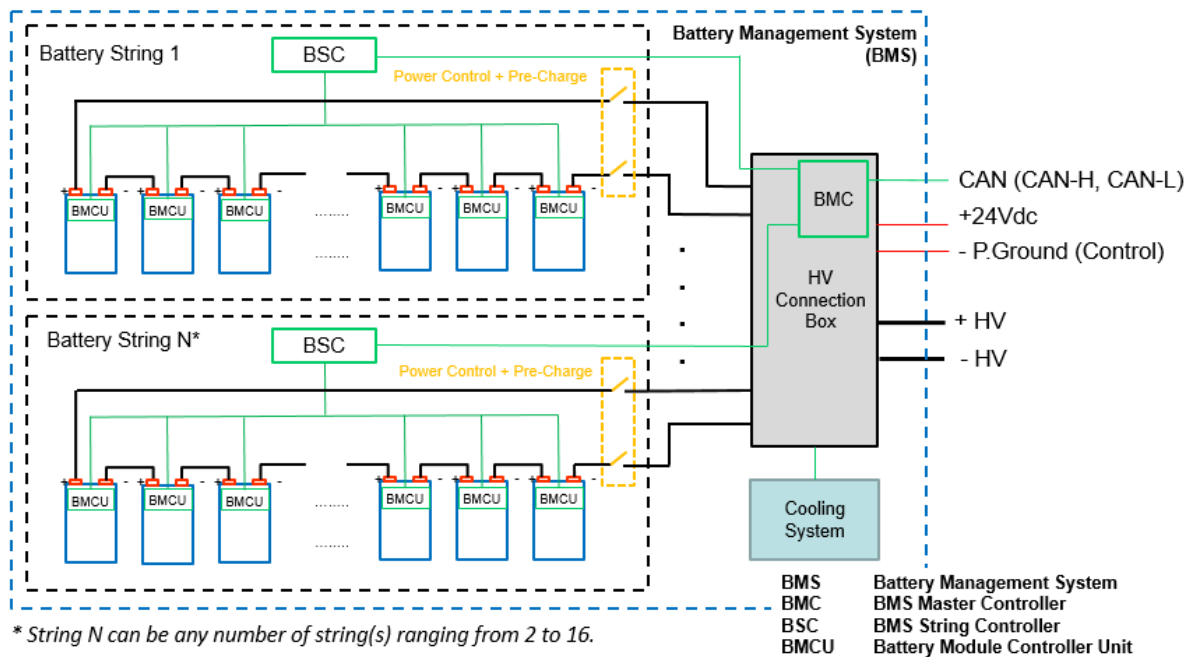 Battery Management System
(BMS)
Battery String 1
BSC
Power Control + Pre-Charge
+ - + - + - + - + - + -
BMCU BMCU BMCU ........ BMCU BMCU BMCU
........
BMC
HV
Connection
Box
CAN (CAN-H, CAN-L)
+24Vdc
- P.Ground (Control)
+ HV
- HV
Battery String N*
BSC
Power Control + Pre-Charge
+ - + - + - + - + - + -
BMCU BMCU BMCU ........ BMCU BMCU BMCU
........
Cooling
System
BMS Battery Management System
BMC BMS Master Controller
BSC BMS String Controller
BMCU Battery Module Controller Unit
* String N can be any number of string(s) ranging from 2 to 16.